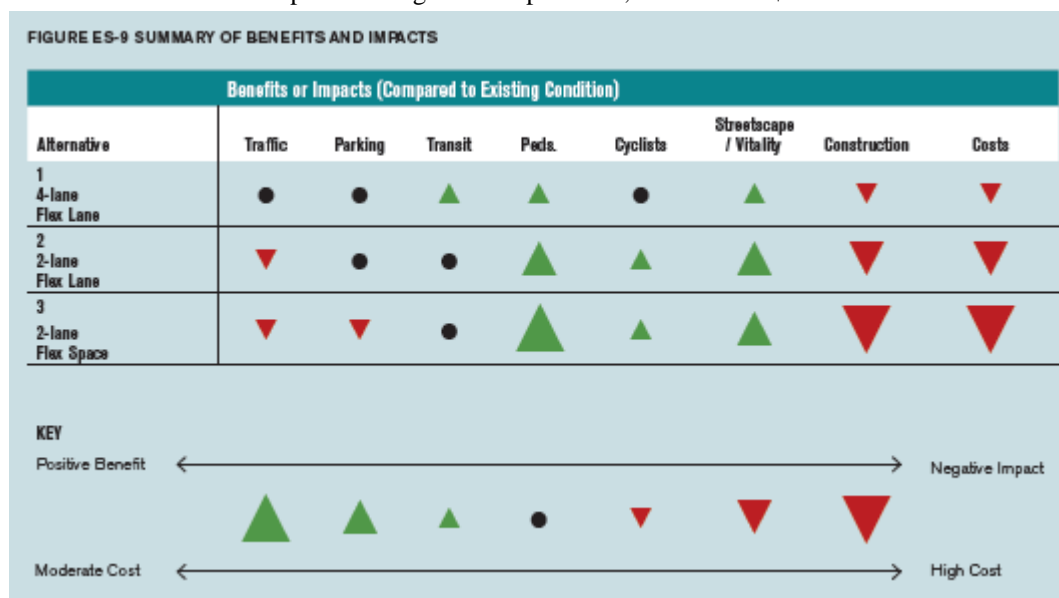 FIGURE ES-9 SUMMARY OF BENEFITS AND IMPACTS
Benefits or Impacts (Compared to Existing Condition)
Alternative Traffic Parking Transit Peds. Cyclists Streetscape / Vitality Construction Costs
1
4-lane
Flex Lane
2
2-lane
Flex Lane
3
2-lane
Flex Space
KEY
Positive Benefit Negative Impact
Moderate Cost High Cost